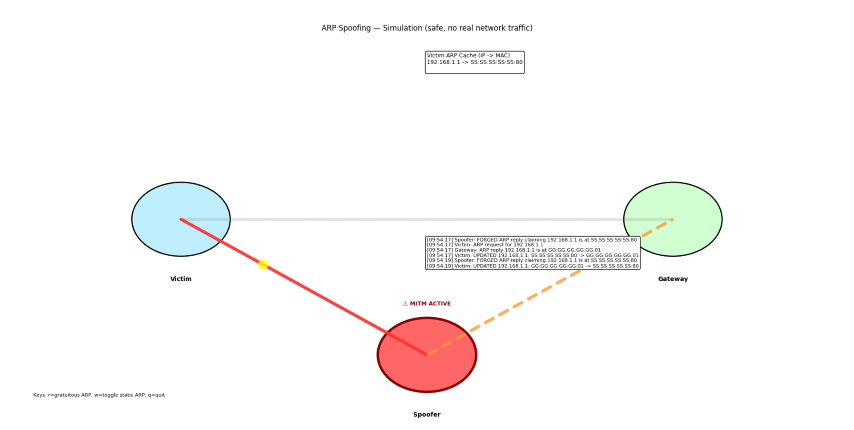 ARP Spoofing — Simulation (safe, no real network traffic)
Victim ARP Cache (IP -> MAC):
192.168.1.1 -> SS:SS:SS:SS:SS:80
[09:54:17] Spoofer: FORGED ARP reply claiming 192.168.1.1 is at SS:SS:SS:SS:SS:80
[09:54:17] Victim: ARP request for 192.168.1.1
[09:54:17] Gateway: ARP reply 192.168.1.1 is at GG:GG:GG:GG:GG:01
[09:54:17] Victim: UPDATED 192.168.1.1: SS:SS:SS:SS:SS:80 -> GG:GG:GG:GG:GG:01
[09:54:19] Spoofer: FORGED ARP reply claiming 192.168.1.1 is at SS:SS:SS:SS:SS:80
[09:54:19] Victim: UPDATED 192.168.1.1: GG:GG:GG:GG:GG:01 -> SS:SS:SS:SS:SS:80
Victim
Gateway
⚠ MITM ACTIVE
Keys: r=gratuitous ARP, w=toggle static ARP, q=quit
Spoofer